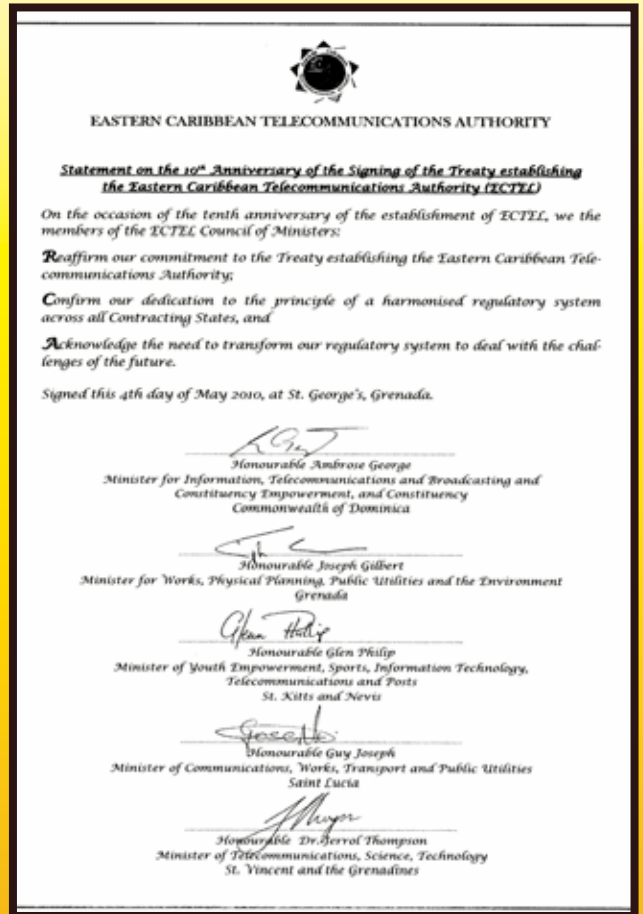 EASTERN CARIBBEAN TELECOMMUNICATIONS AUTHORITY
Statement on the 10th Anniversary of the Signing of the Treaty establishing
the Eastern Caribbean Telecommunications Authority (ECTEL)
On the occasion of the tenth anniversary of the establishment of ECTEL, we the
members of the ECTEL Council of Ministers:
Reaffirm our commitment to the Treaty establishing the Eastern Caribbean Tele-
communications Authority;
Confirm our dedication to the principle of a harmonised regulatory system
across all Contracting States, and
Acknowledge the need to transform our regulatory system to deal with the chal-
lenges of the future.
Signed this 4th day of May 2010, at St. George's, Grenada.
Honourable Ambrose George
Minister for Information, Telecommunications and Broadcasting and
Constituency Empowerment, and Constituency
Commonwealth of Dominica
Honourable Joseph Gilbert
Minister for Works, Physical Planning, Public Utilities and the Environment
Grenada
Glenn Phillip
Honourable Glen Philip
Minister of Youth Empowerment, Sports, Information Technology,
Telecommunications and Posts
St. Kitts and Nevis
Honourable Guy Joseph
Minister of Communications, Works, Transport and Public Utilities
Saint Lucia
Honourable Dr. Jerrol Thompson
Minister of Telecommunications, Science, Technology
St. Vincent and the Grenadines